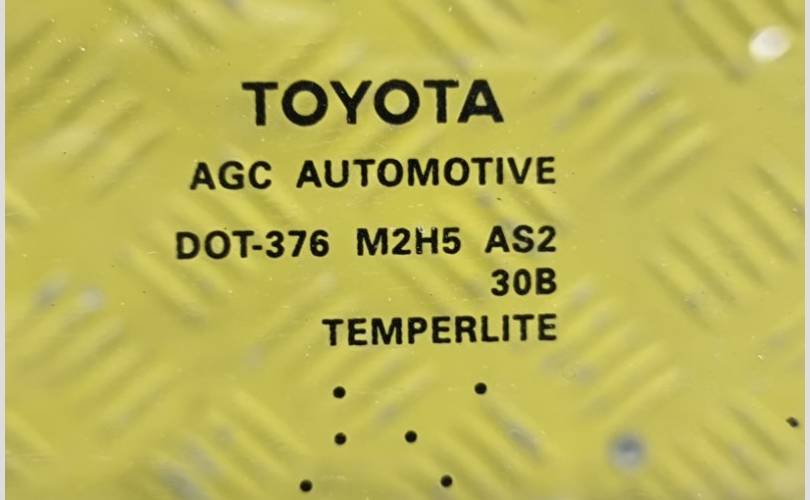 TOYOTA
AGC AUTOMOTIVE
DOT-376 M2H5 AS2
30B
TEMPERLITE